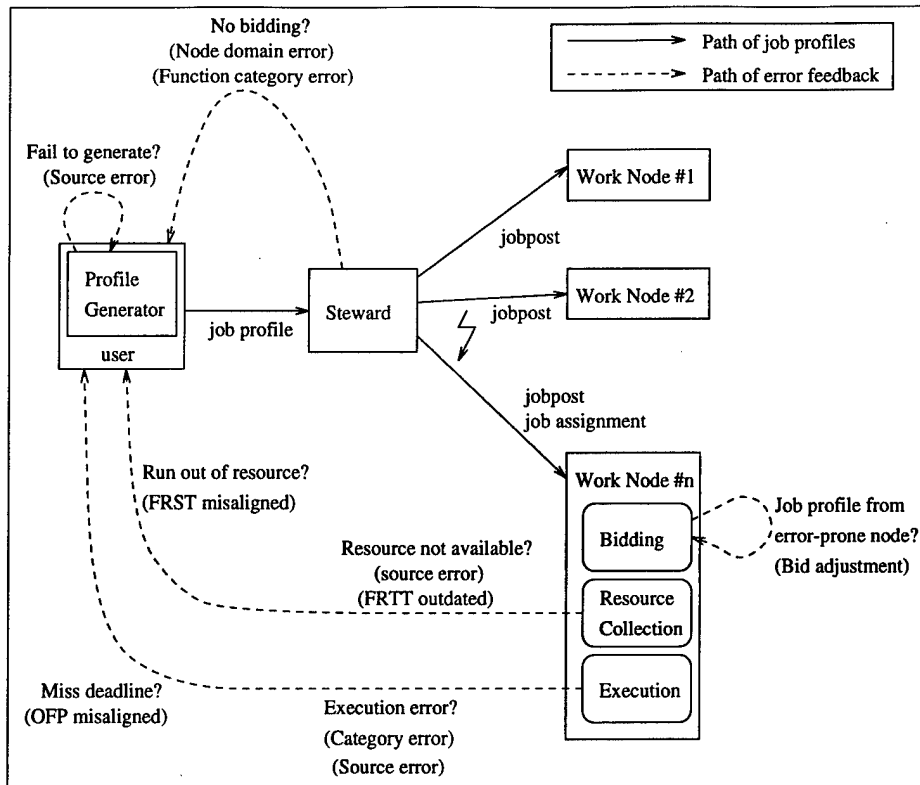 No bidding?
(Node domain error)
(Function category error)
Path of job profiles
Path of error feedback
Fail to generate?
(Source error)
Work Node #1
jobpost
Profile
Generator
user
job profile
Steward
Work Node #2
jobpost
jobpost
job assignment
Run out of resource?
(FRST misaligned)
Work Node #n
Bidding
Job profile from
error-prone node?
(Bid adjustment)
Resource not available?
(source error)
(FRTT outdated)
Resource
Collection
Miss deadline?
(OFP misaligned)
Execution error?
(Category error)
(Source error)
Execution